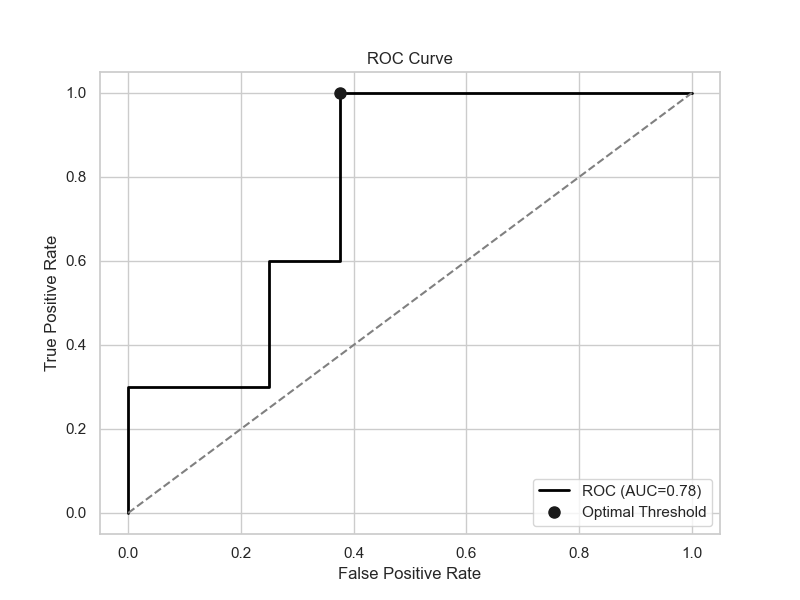 ROC Curve
True Positive Rate
1.0
0.8
0.6
0.4
0.2
0.0
0.0 0.2 0.4 0.6 0.8 1.0
False Positive Rate
ROC (AUC=0.78)
Optimal Threshold